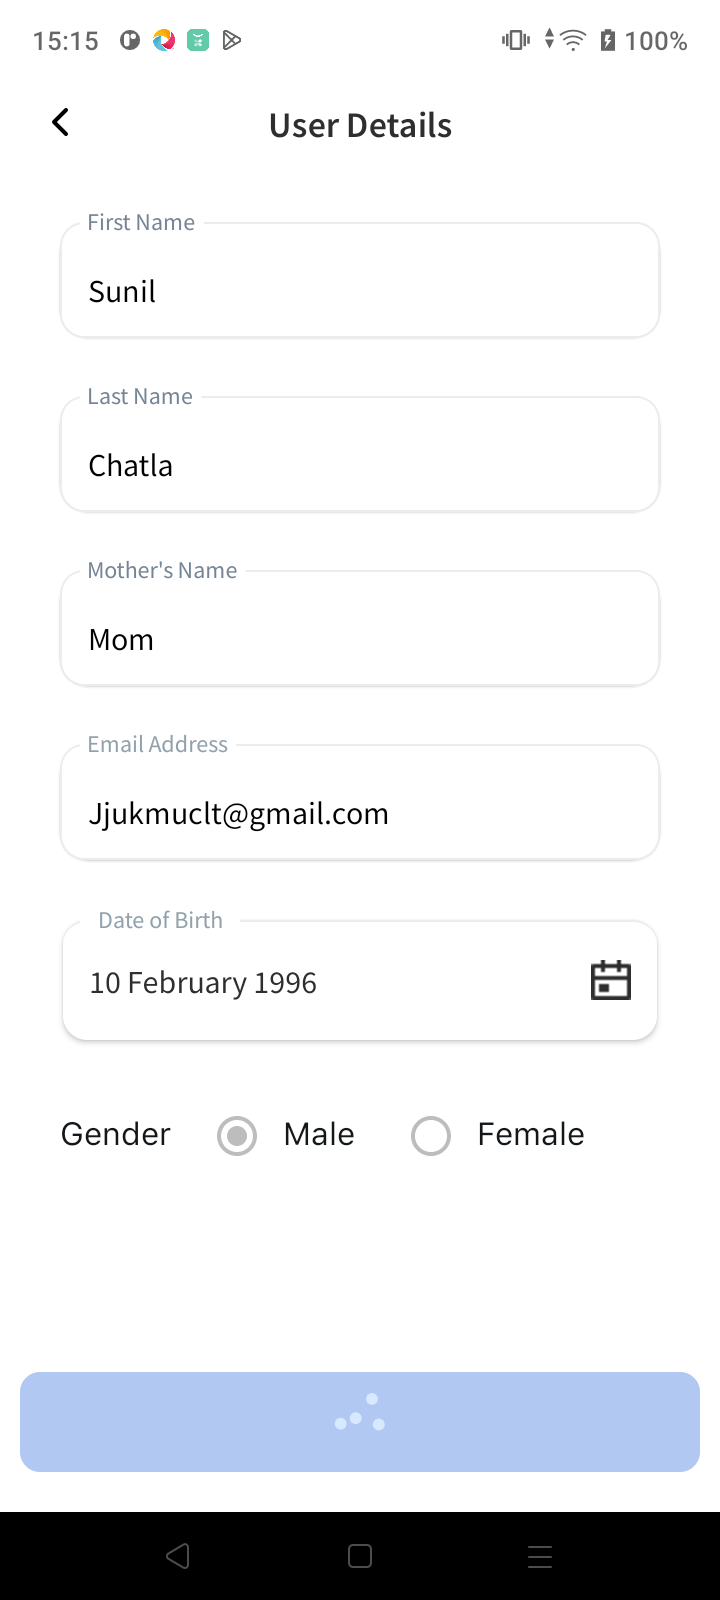 15:15
100%
User Details
First Name
Sunil
Last Name
Chatla
Mother's Name
Mom
Email Address
Jjukmuclt@gmail.com
Date of Birth
10 February 1996
Gender Male Female